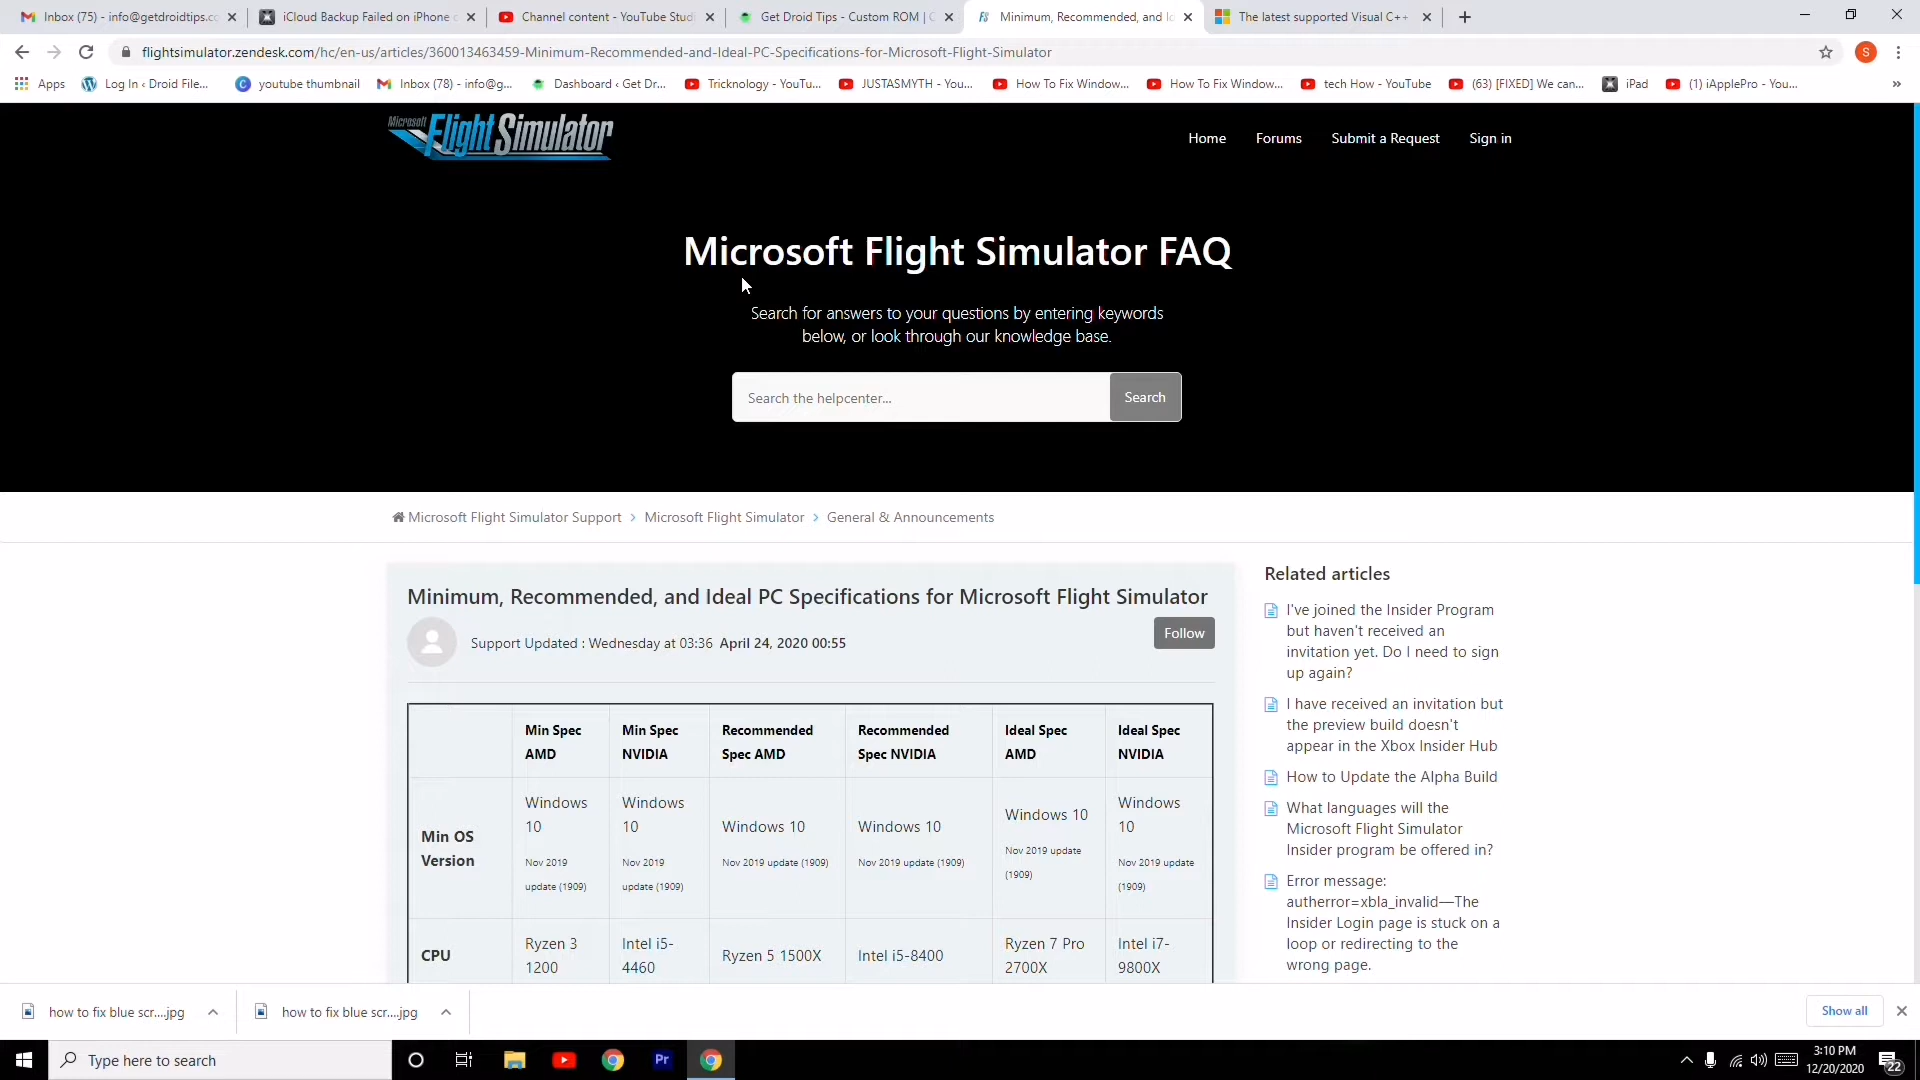 Inbox (75) - info@getdroidtips.cc
iCloud Backup Failed on iPhone o
Channel content - YouTube Studi
Get Droid Tips - Custom ROM | C
Minimum, Recommended, and Id
The latest supported Visual C++
flightsimulator.zendesk.com/hc/en-us/articles/360013463459-Minimum-Recommended-and-Ideal-PC-Specifications-for-Microsoft-Flight-Simulator
S
Apps
Log In ‹ Droid File...
youtube thumbnail
Inbox (78) - info@g...
Dashboard ‹ Get Dr...
Tricknology - YouTu...
JUSTASMYTH - You...
How To Fix Window...
How To Fix Window...
tech How - YouTube
(63) [FIXED] We can...
iPad
(1) iApplePro - You...
»
Microsoft Flight Simulator
Home
Forums
Submit a Request
Sign in
Microsoft Flight Simulator FAQ
Search for answers to your questions by entering keywords
below, or look through our knowledge base.
Search the helpcenter...
Search
Microsoft Flight Simulator Support > Microsoft Flight Simulator > General & Announcements
Minimum, Recommended, and Ideal PC Specifications for Microsoft Flight Simulator
Support Updated : Wednesday at 03:36 April 24, 2020 00:55
Follow
Min Spec AMD
Min Spec NVIDIA
Recommended Spec AMD
Recommended Spec NVIDIA
Ideal Spec AMD
Ideal Spec NVIDIA
Min OS Version
Windows 10
Nov 2019 update (1909)
Windows 10
Nov 2019 update (1909)
Windows 10
Nov 2019 update (1909)
Windows 10
Nov 2019 update (1909)
Windows 10
Nov 2019 update (1909)
Windows 10
Nov 2019 update (1909)
CPU
Ryzen 3 1200
Intel i5-4460
Ryzen 5 1500X
Intel i5-8400
Ryzen 7 Pro 2700X
Intel i7-9800X
Related articles
I've joined the Insider Program
but haven't received an
invitation yet. Do I need to sign
up again?
I have received an invitation but
the preview build doesn't
appear in the Xbox Insider Hub
How to Update the Alpha Build
What languages will the
Microsoft Flight Simulator
Insider program be offered in?
Error message:
autherror=xbla_invalid—The
Insider Login page is stuck on a
loop or redirecting to the
wrong page.
how to fix blue scr....jpg
how to fix blue scr....jpg
Show all
Type here to search
Pr
3:10 PM
12/20/2020
22